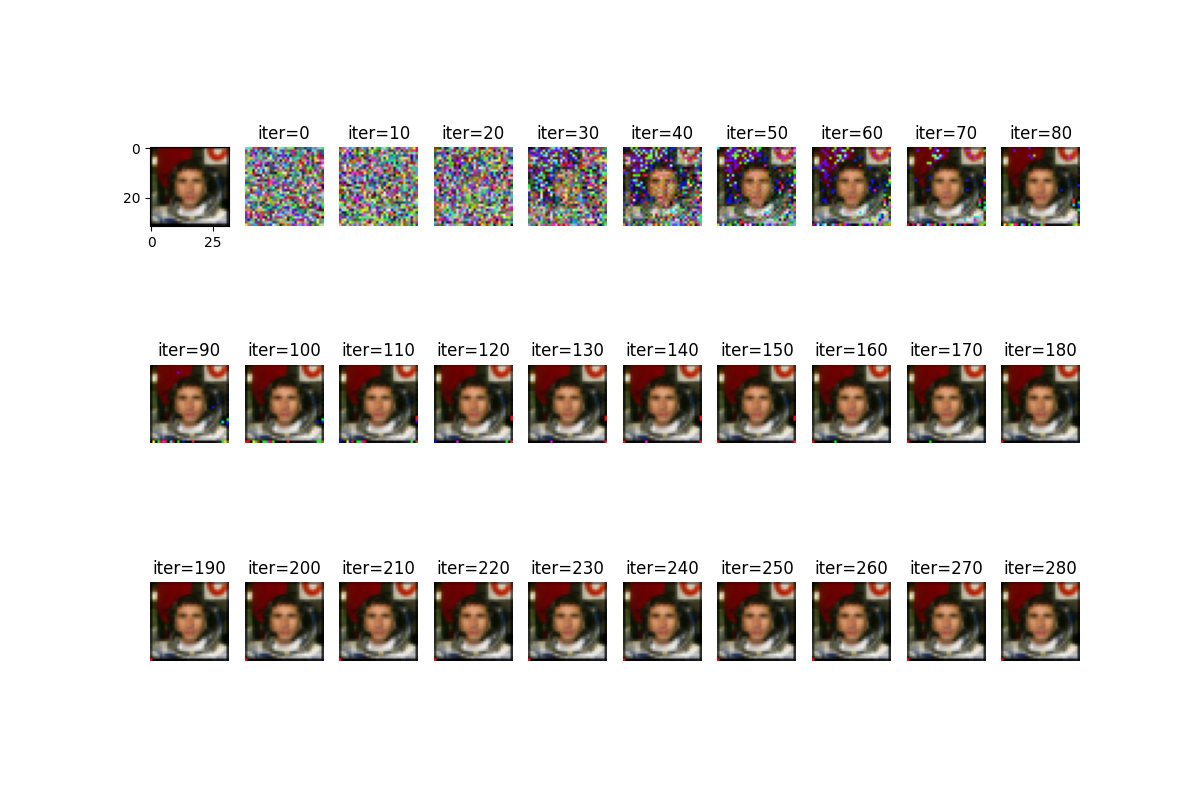 iter=0 iter=10 iter=20 iter=30 iter=40 iter=50 iter=60 iter=70 iter=80
0
20
0 25
iter=90 iter=100 iter=110 iter=120 iter=130 iter=140 iter=150 iter=160 iter=170 iter=180
iter=190 iter=200 iter=210 iter=220 iter=230 iter=240 iter=250 iter=260 iter=270 iter=280